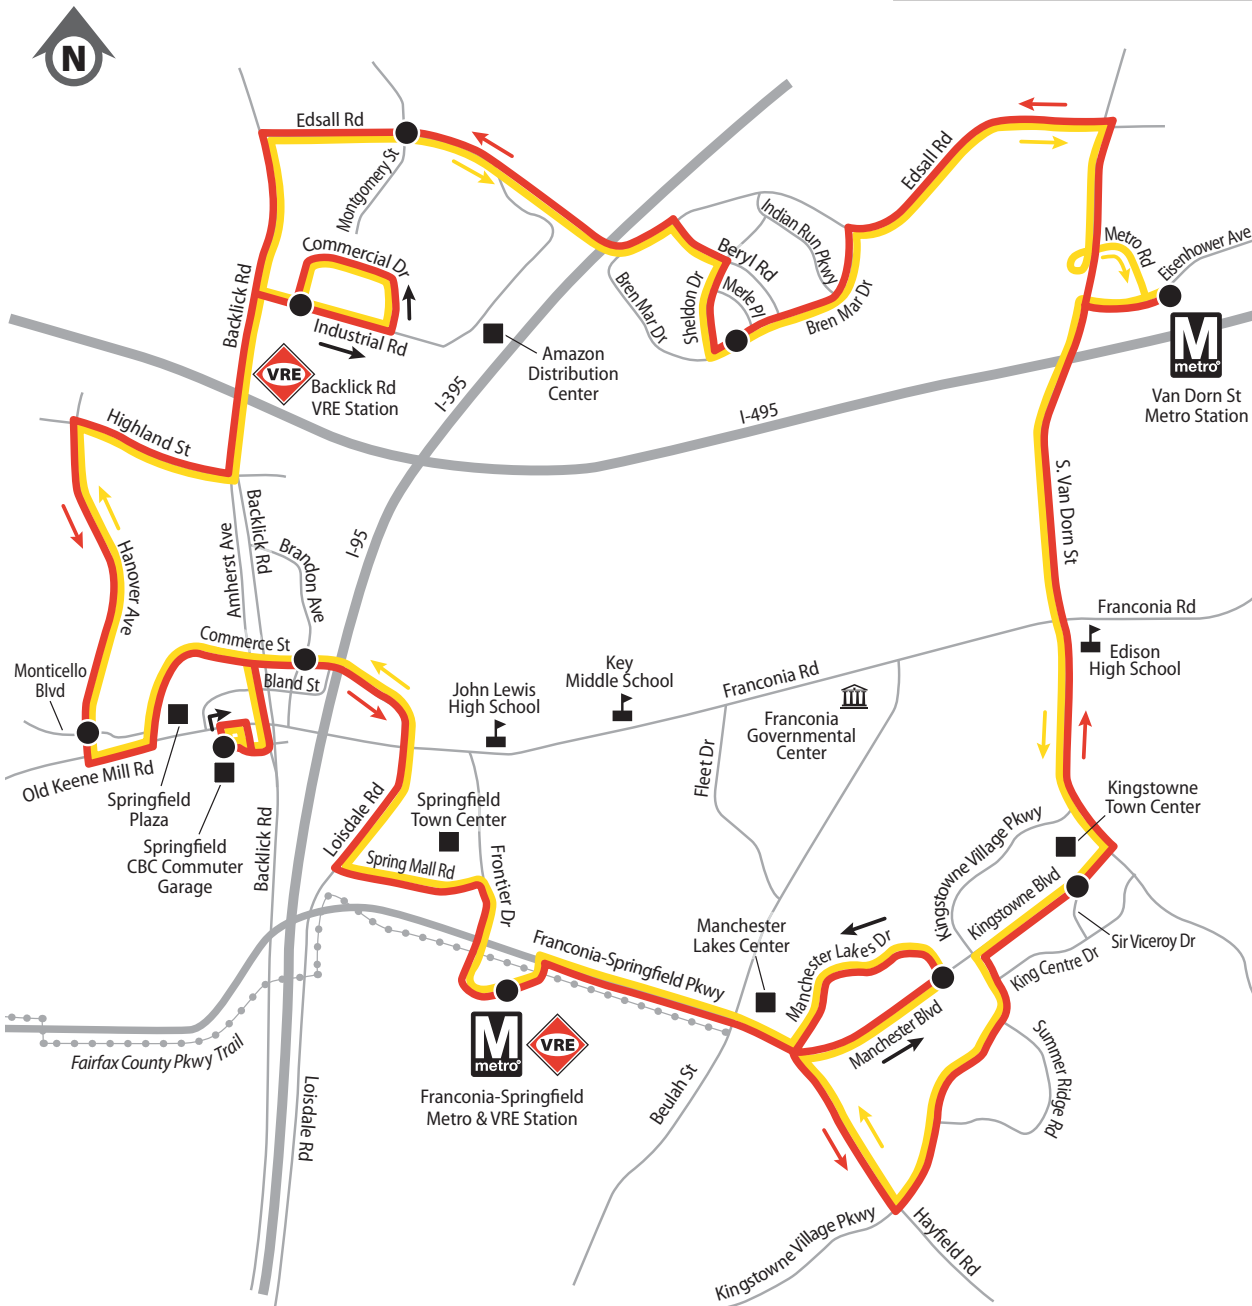 N
Edsall Rd
Montgomery St
Commercial Dr
Industrial Rd
Backlick Rd
VRE
Backlick Rd
VRE Station
Amazon
Distribution
Center
I-395
Indian Run Pkwy
Beryl Rd
Merle Pl
Sheldon Dr
Bren Mar Dr
Bren Mar Dr
Edsall Rd
Metro Rd
Eisenhower Ave
M
metro
Van Dorn St
Metro Station
I-495
Highland St
Hanover Ave
Amherst Ave
Backlick Rd
Brandon Ave
I-95
S. Van Dorn St
Franconia Rd
Edison
High School
Commerce St
Bland St
Monticello
Blvd
Old Keene Mill Rd
Springfield
Plaza
Springfield
CBC Commuter
Garage
Backlick Rd
John Lewis
High School
Key
Middle School
Franconia Rd
Franconia
Governmental
Center
Fleet Dr
Loisdale Rd
Springfield
Town Center
Spring Mall Rd
Frontier Dr
Kingstowne
Town Center
Kingstowne Village Pkwy
Kingstowne Blvd
Sir Viceroy Dr
King Centre Dr
Manchester
Lakes Center
Manchester Lakes Dr
Manchester Blvd
Franconia-Springfield Pkwy
Summer Ridge Rd
Fairfax County Pkwy Trail
M
metro
VRE
Franconia-Springfield
Metro & VRE Station
Loisdale Rd
Beulah St
Kingstowne Village Pkwy
Hayfield Rd